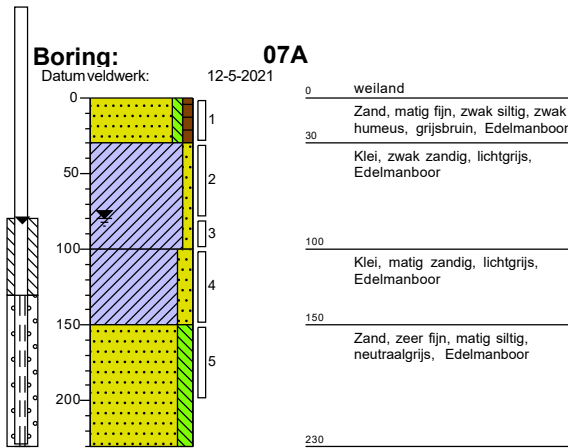 Boring: 07A
Datum veldwerk: 12-5-2021
0
50
100
150
200
1
2
3
4
5
0 weiland
Zand, matig fijn, zwak siltig, zwak
humeus, grijsbruin, Edelmanboor
30
Klei, zwak zandig, lichtgrijs,
Edelmanboor
100
Klei, matig zandig, lichtgrijs,
Edelmanboor
150
Zand, zeer fijn, matig siltig,
neutraalgrijs, Edelmanboor
230